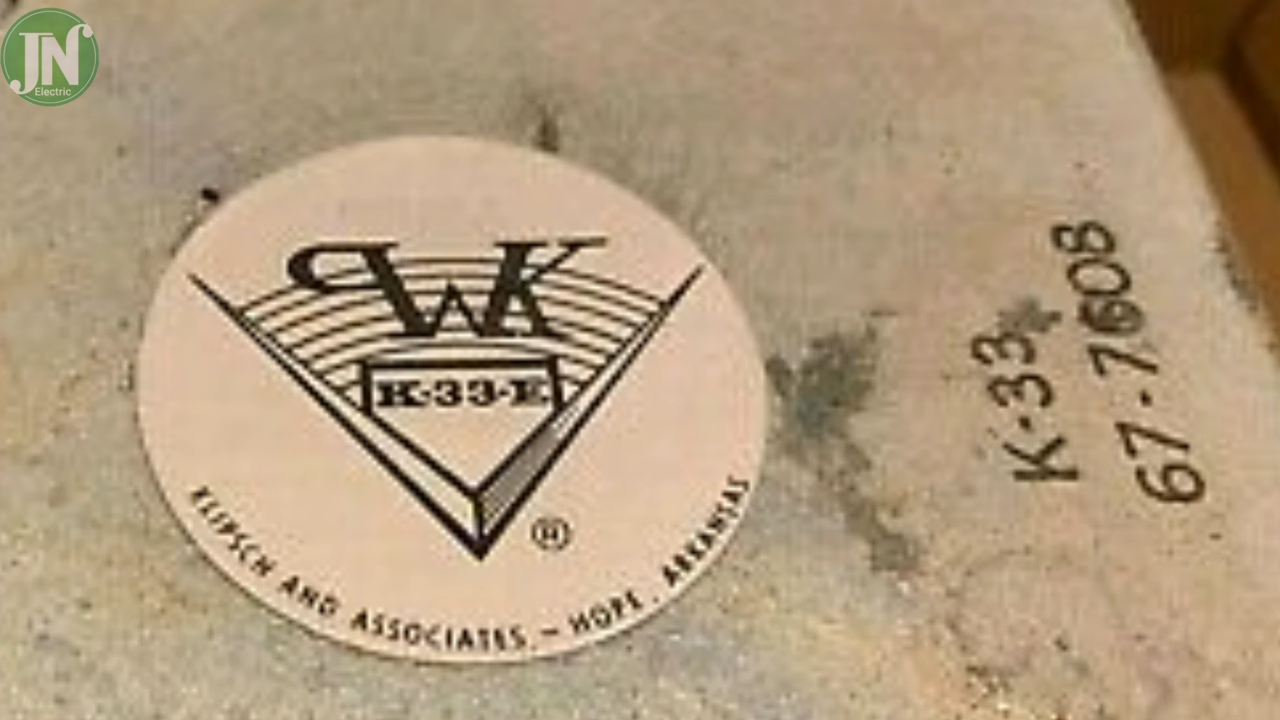 JN
Electric
PWK
K-33-E
KLIPSCH AND ASSOCIATES. – HOPE, ARKANSAS
®
K-33
67-7608